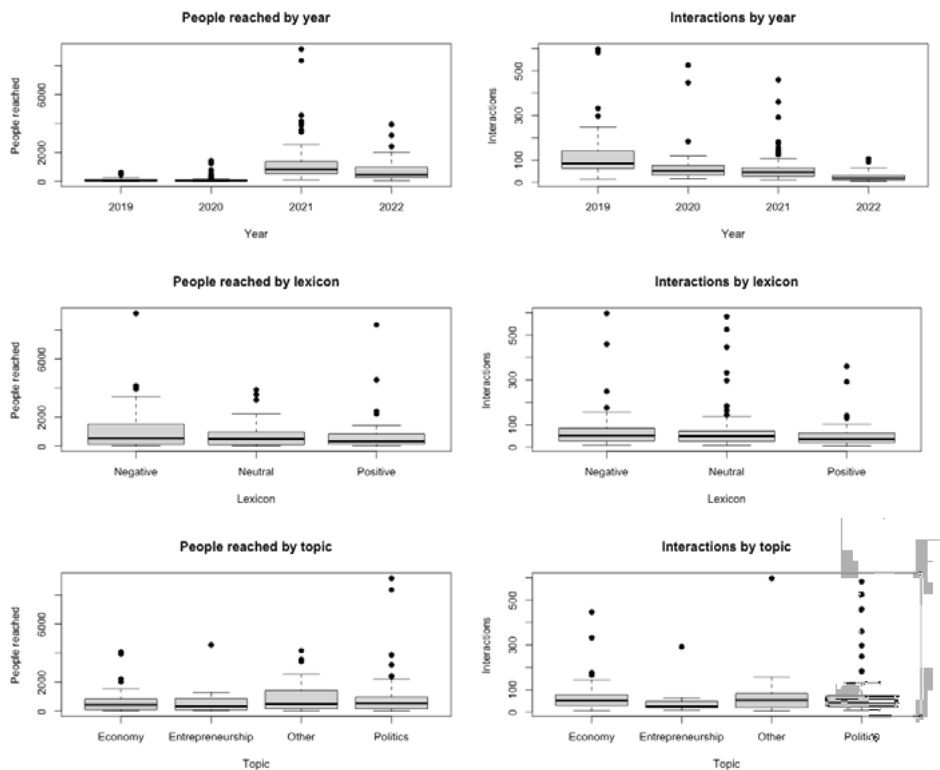 People reached by year
People reached
6000
2000
0
2019 2020 2021 2022
Year
Interactions by year
Interactions
500
300
100
0
2019 2020 2021 2022
Year
People reached by lexicon
People reached
6000
2000
0
Negative Neutral Positive
Lexicon
Interactions by lexicon
Interactions
500
300
100
0
Negative Neutral Positive
Lexicon
People reached by topic
People reached
6000
2000
0
Economy Entrepreneurship Other Politics
Topic
Interactions by topic
Interactions
500
300
100
0
Economy Entrepreneurship Other
Topic